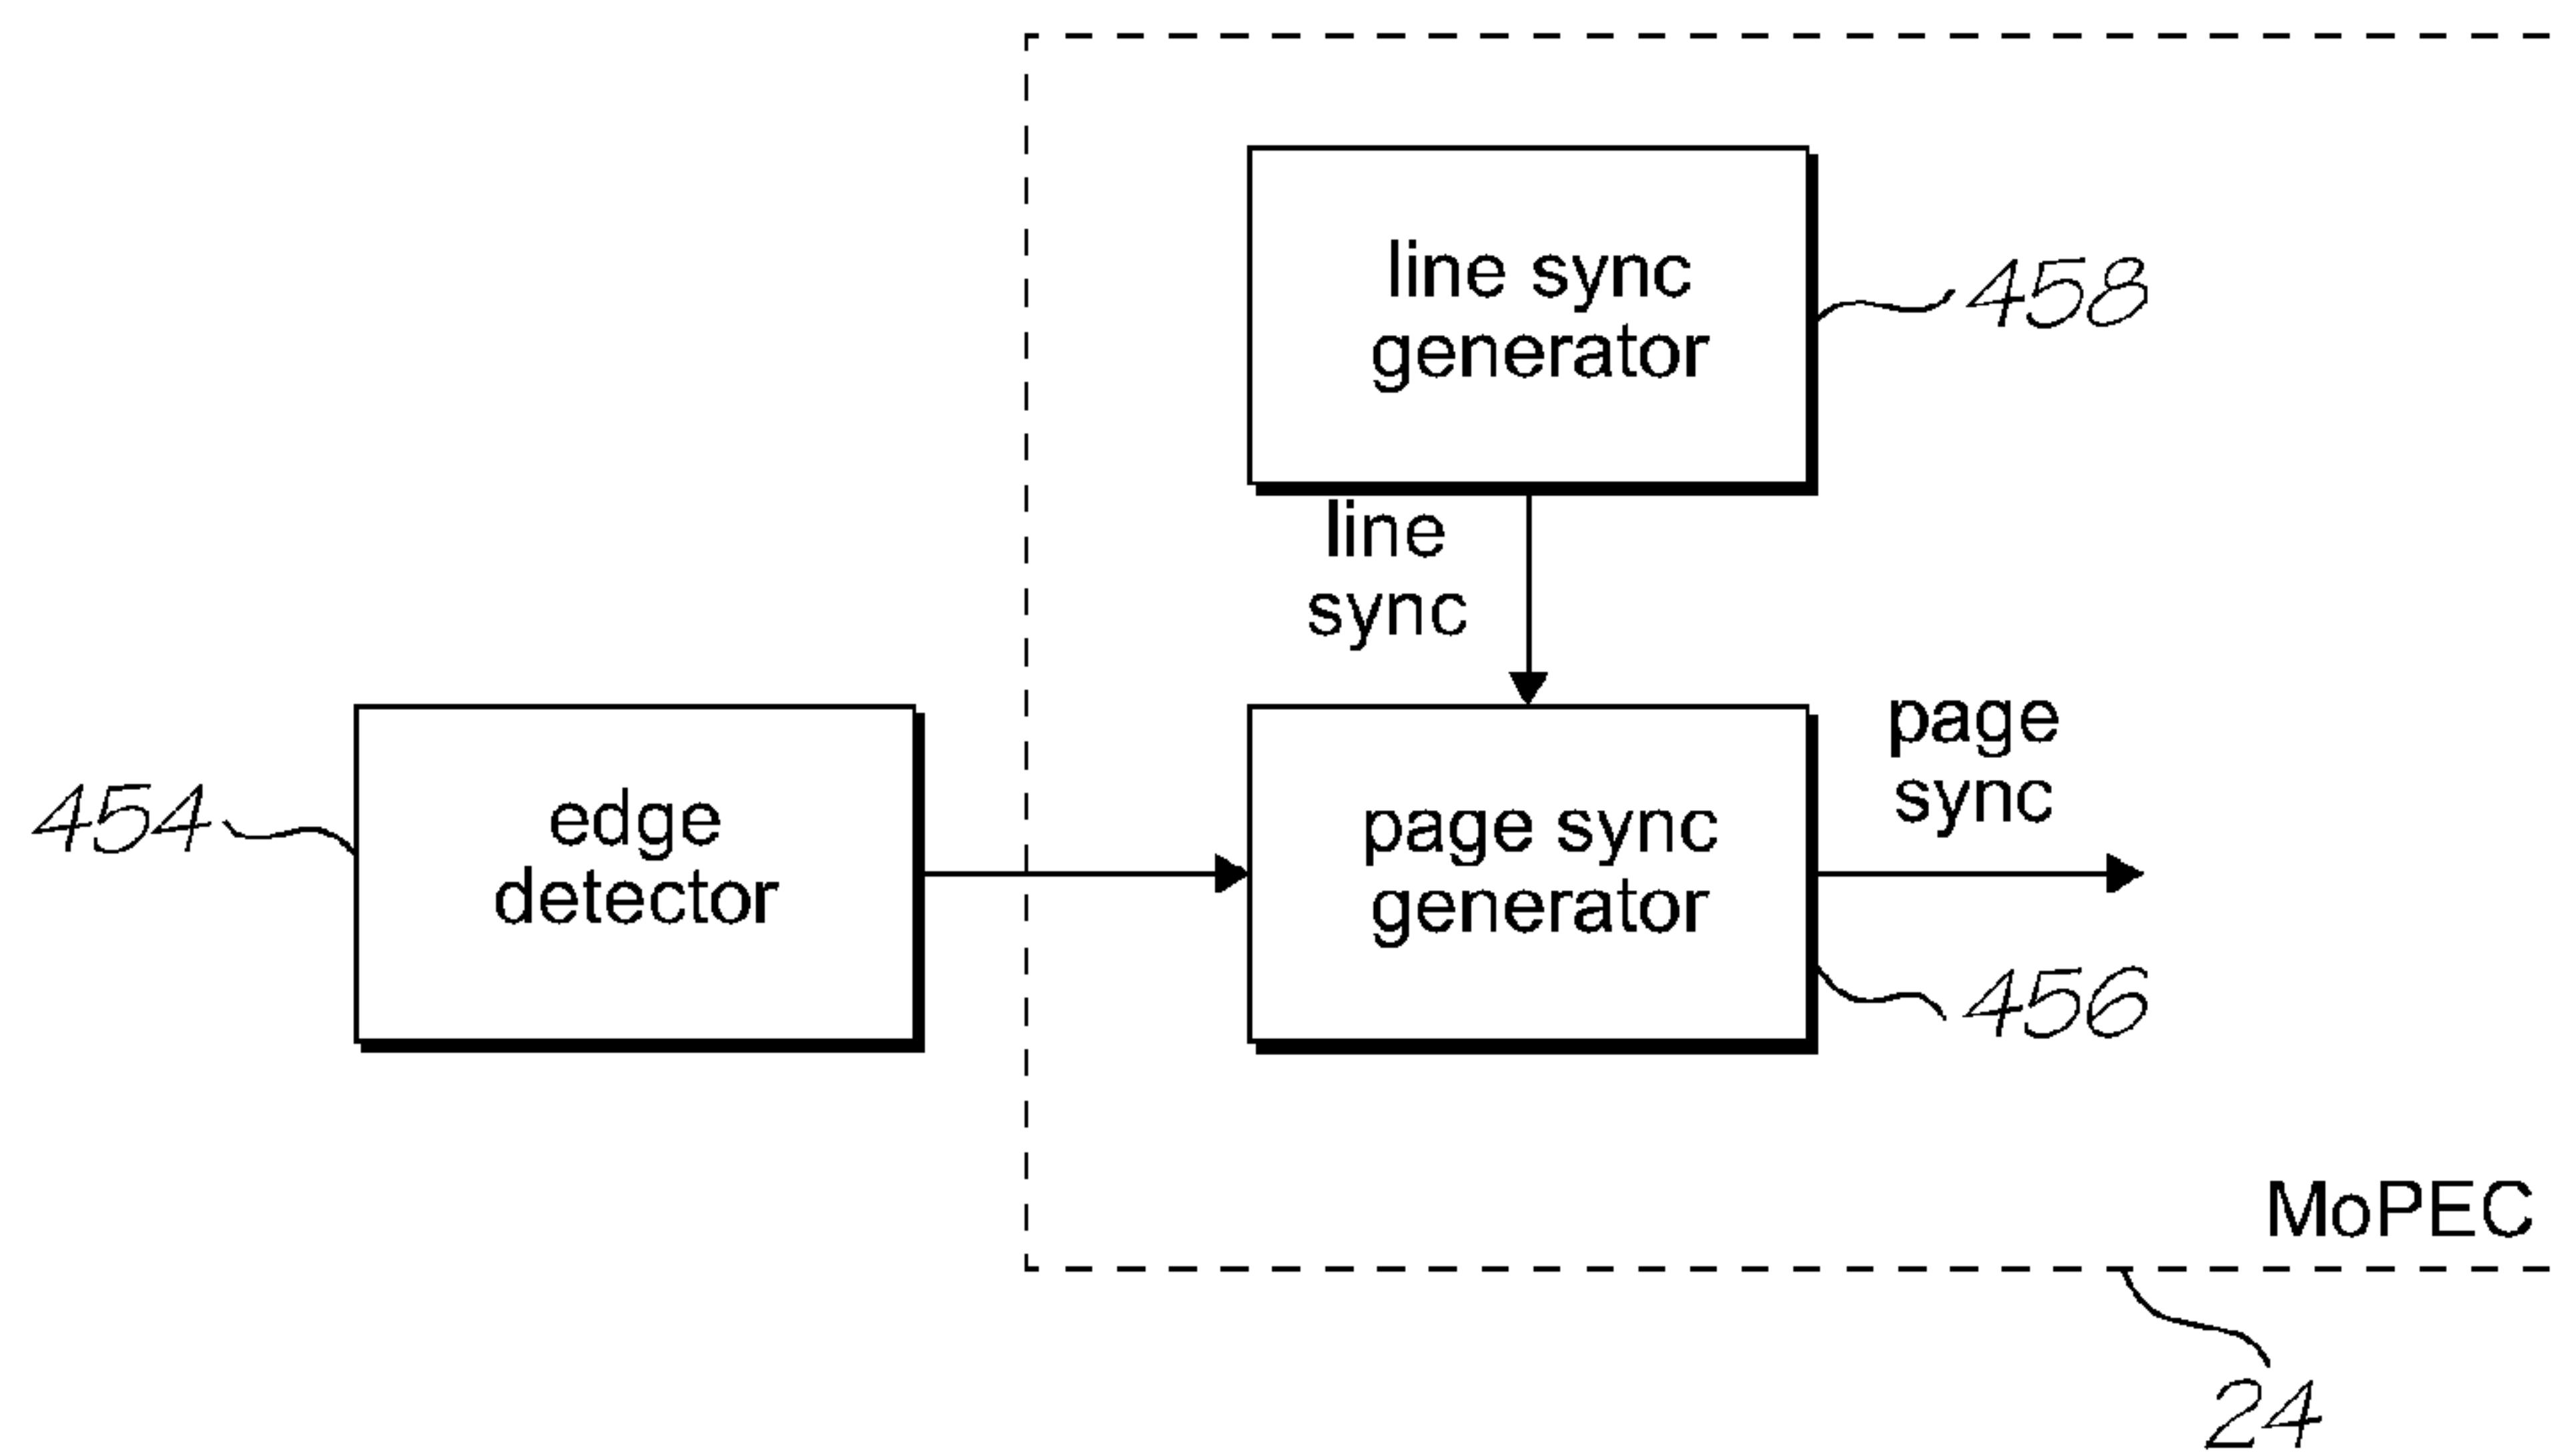 line sync
generator
458
line
sync
page
sync
454
edge
detector
page sync
generator
456
MoPEC
24